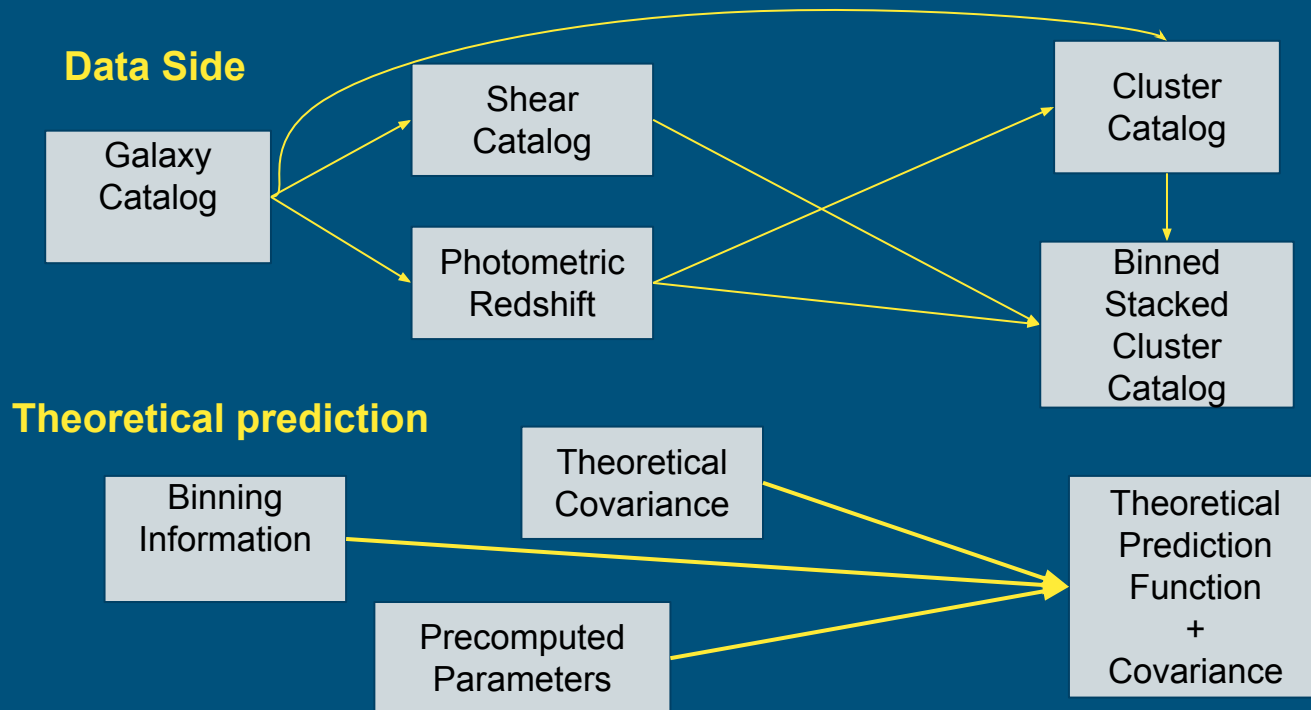 Data Side
Galaxy
Catalog
Shear
Catalog
Photometric
Redshift
Cluster
Catalog
Binned
Stacked
Cluster
Catalog
Theoretical prediction
Binning
Information
Theoretical
Covariance
Precomputed
Parameters
Theoretical
Prediction
Function
+
Covariance